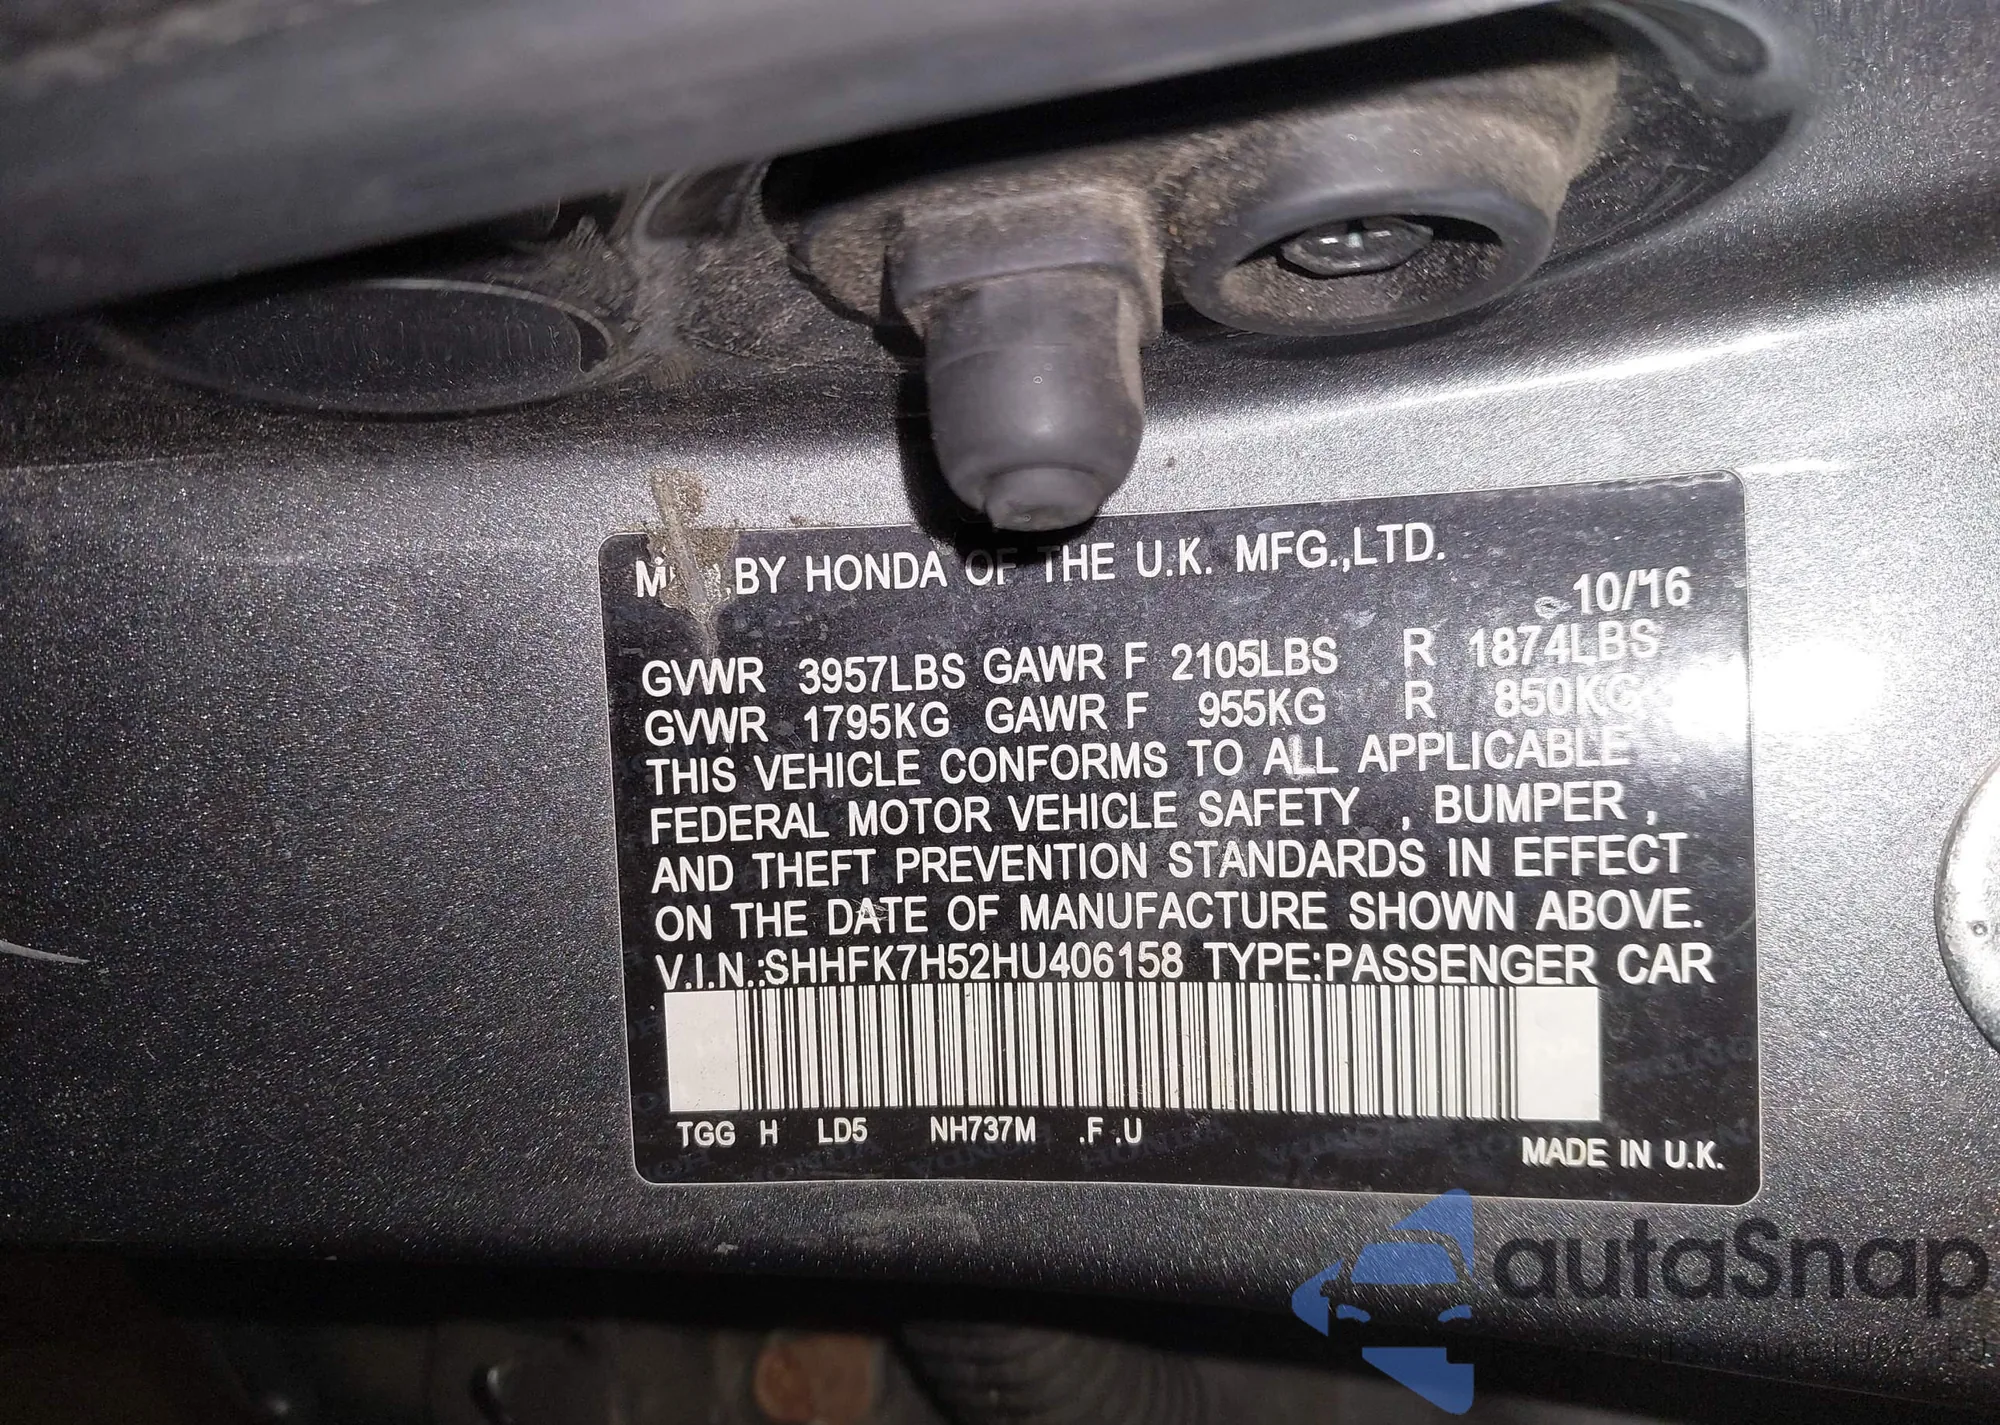 BY HONDA OF THE U.K. MFG.,LTD.
10/16
GVWR 3957LBS GAWR F 2105LBS R 1874LBS
GVWR 1795KG GAWR F 955KG R 850KG
THIS VEHICLE CONFORMS TO ALL APPLICABLE
FEDERAL MOTOR VEHICLE SAFETY , BUMPER ,
AND THEFT PREVENTION STANDARDS IN EFFECT
ON THE DATE OF MANUFACTURE SHOWN ABOVE.
V.I.N.:SHHFK7H52HU406158 TYPE:PASSENGER CAR
TGG H LD5 NH737M .F .U
MADE IN U.K.
autaSnap